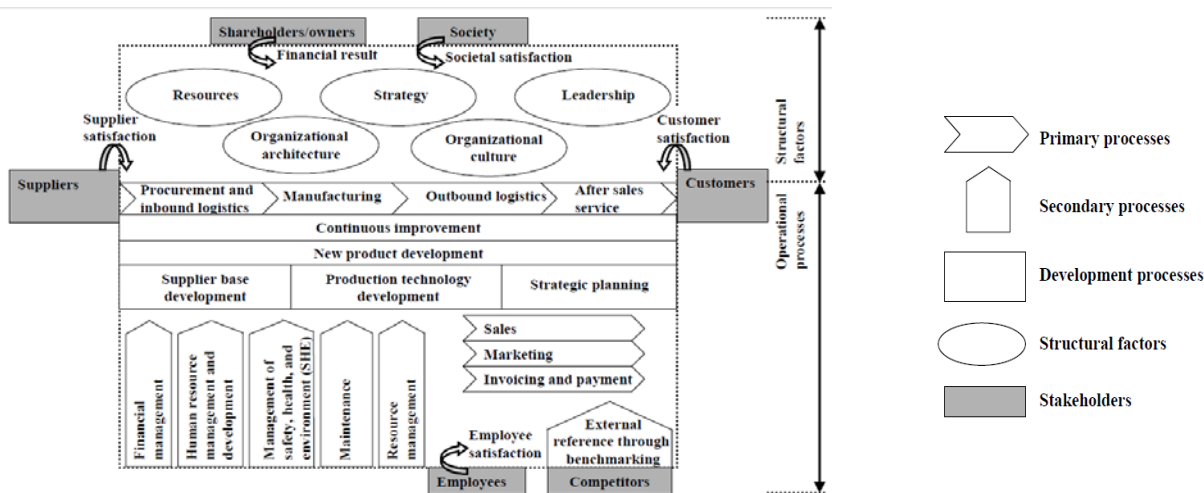 Shareholders/owners
Society
Financial result
Societal satisfaction
Resources
Strategy
Leadership
Supplier
satisfaction
Organizational
architecture
Organizational
culture
Customer
satisfaction
Structural
factors
Suppliers
Procurement and
inbound logistics
Manufacturing
Outbound logistics
After sales
service
Customers
Continuous improvement
New product development
Supplier base
development
Production technology
development
Strategic planning
Operational
processes
Financial
management
Human resource
management and
development
Management of
safety, health, and
environment (SHE)
Maintenance
Resource
management
Sales
Marketing
Invoicing and payment
Employee
satisfaction
External
reference through
benchmarking
Employees
Competitors
Primary processes
Secondary processes
Development processes
Structural factors
Stakeholders